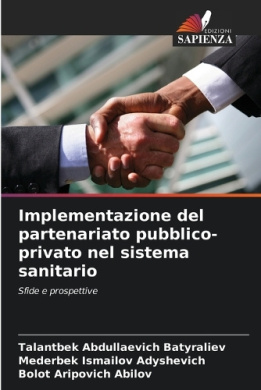 EDIZIONI
SAPIENZA
Implementazione del
partenariato pubblico-
privato nel sistema
sanitario
Sfide e prospettive
Talantbek Abdullaevich Batyraliev
Mederbek Ismailov Adyshevich
Bolot Aripovich Abilov